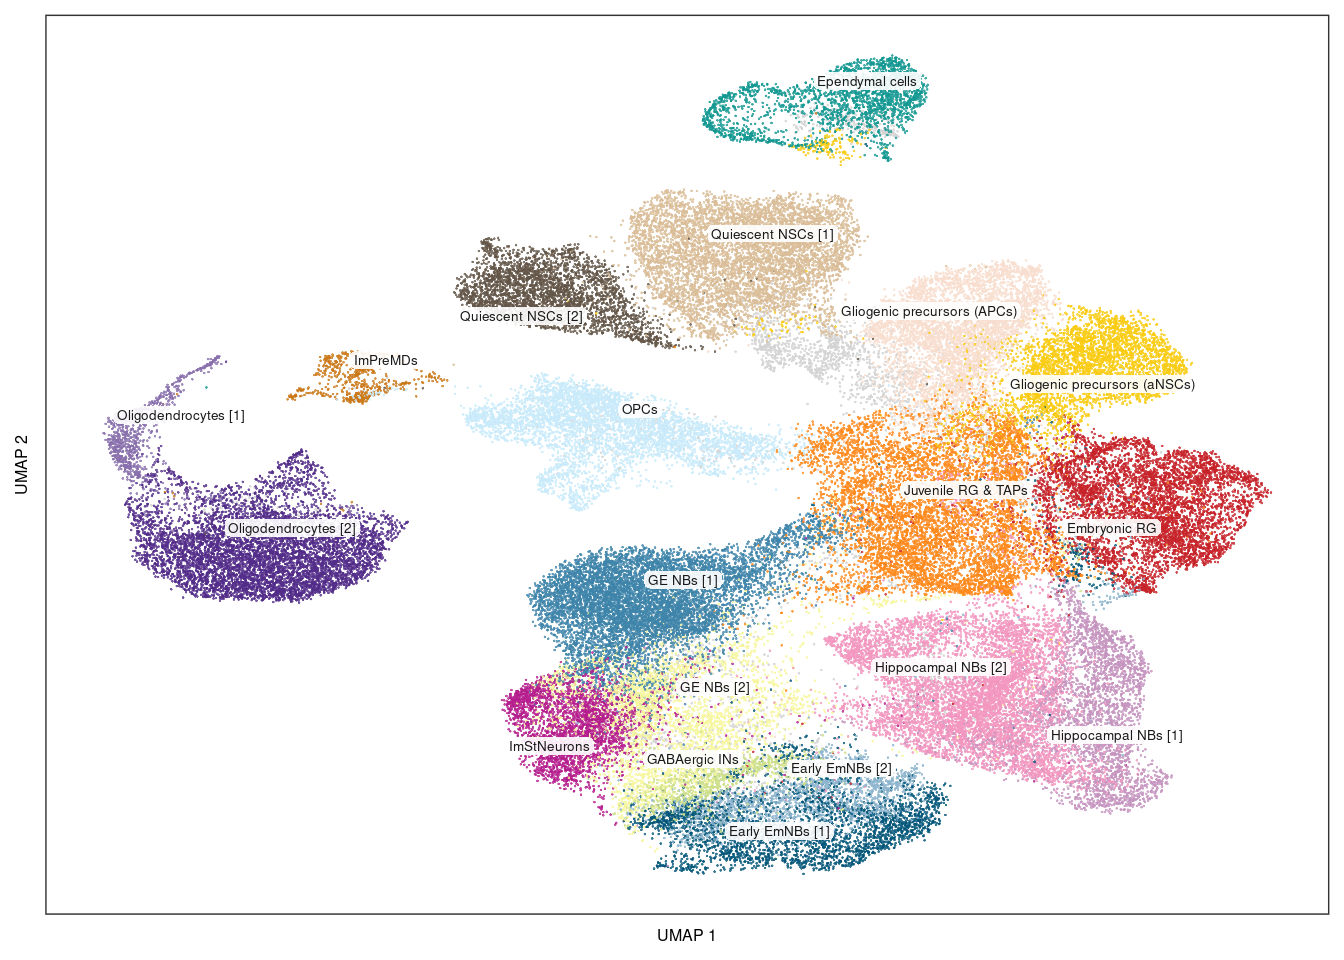 Ependymal cells
Quiescent NSCs [1]
Quiescent NSCs [2]
Gliogenic precursors (APCs)
ImPreMDs
Gliogenic precursors (aNSCs)
Oligodendrocytes [1]
OPCs
Juvenile RG & TAPs
Oligodendrocytes [2]
Embryonic RG
GE NBs [1]
Hippocampal NBs [2]
GE NBs [2]
Hippocampal NBs [1]
ImStNeurons
GABAergic INs
Early EmNBs [2]
Early EmNBs [1]
UMAP 2
UMAP 1